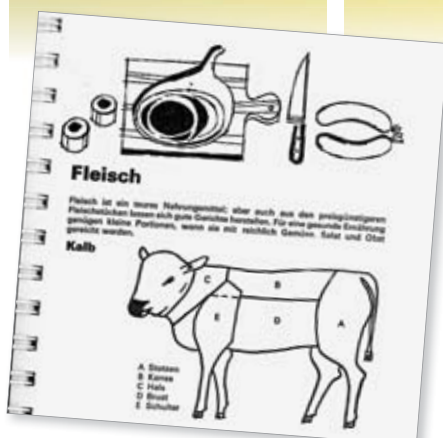 Fleisch
Fleisch ist ein teures Nahrungsmittel; aber auch aus den preisgünstigeren
Fleischstücken lassen sich gute Gerichte herstellen. Für eine gesunde Ernährung
genügen kleine Portionen, wenn sie mit reichlich Gemüse, Salat und Obst
gereicht werden.
Kalb
C
B
E
D
A
A Stotzen
B Karree
C Hals
D Brust
E Schulter